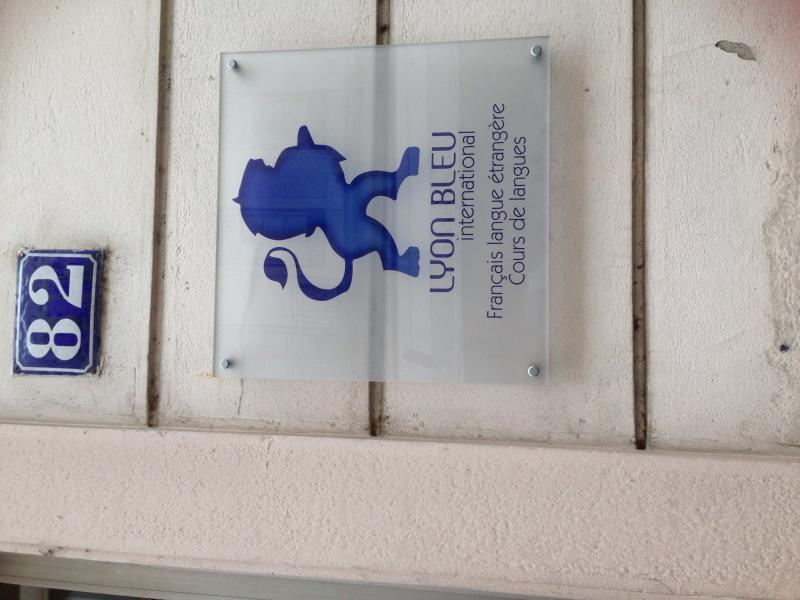 82
LYON BLEU
international
Français langue étrangère
Cours de langues